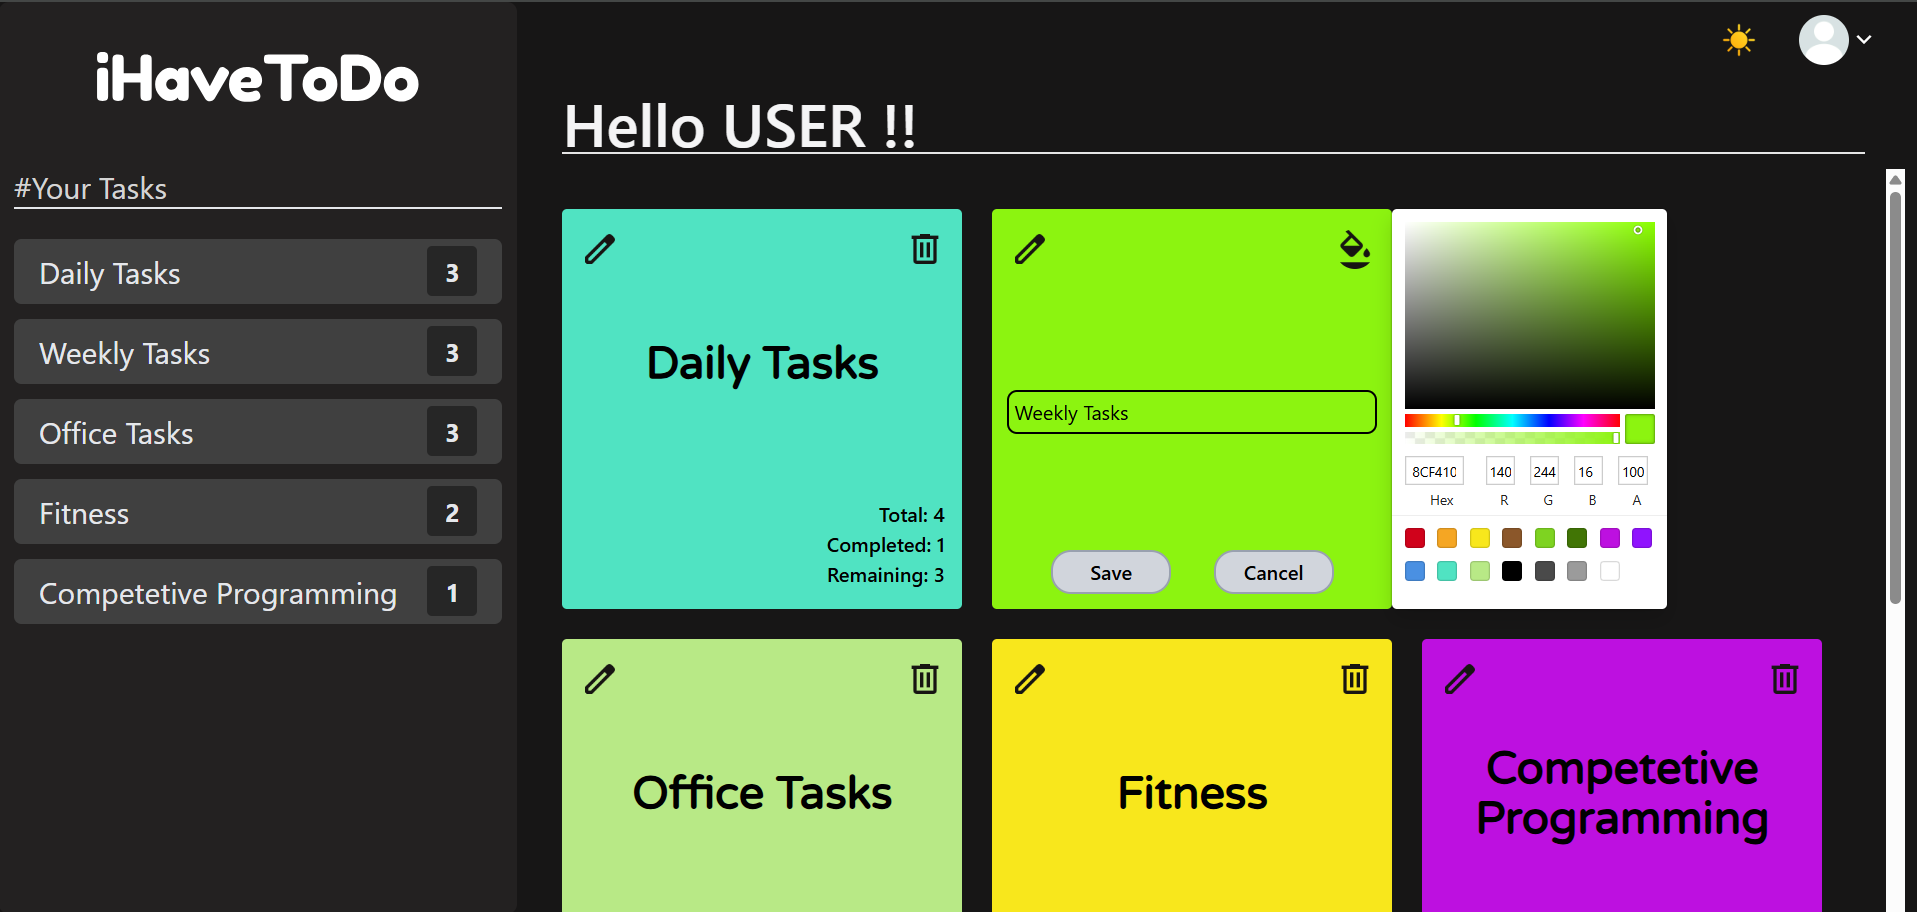 iHaveToDo
#Your Tasks
Daily Tasks 3
Weekly Tasks 3
Office Tasks 3
Fitness 2
Competetive Programming 1
Hello USER !!
Daily Tasks
Total: 4
Completed: 1
Remaining: 3
Weekly Tasks
Save Cancel
8CF410 140 244 16 100
Hex R G B A
Office Tasks
Fitness
Competetive
Programming